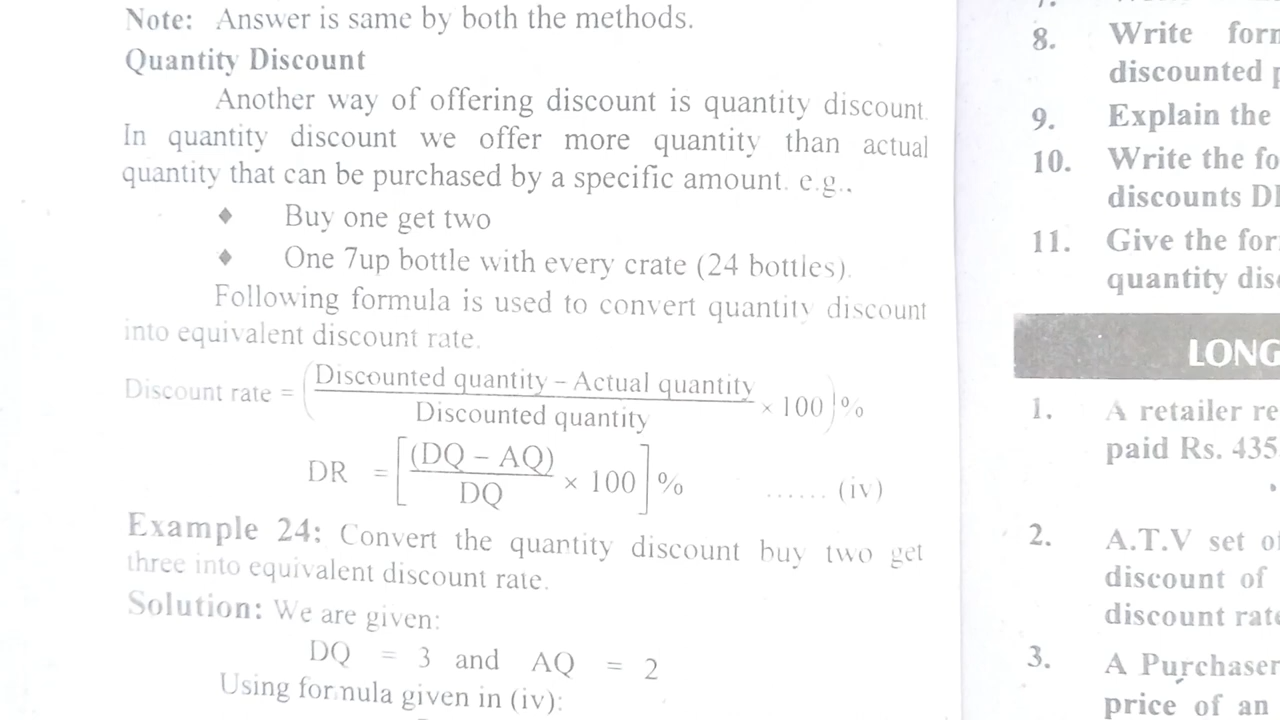 Note: Answer is same by both the methods.
Quantity Discount
Another way of offering discount is quantity discount.
In quantity discount we offer more quantity than actual
quantity that can be purchased by a specific amount. e.g.,
♦ Buy one get two
♦ One 7up bottle with every crate (24 bottles).
Following formula is used to convert quantity discount
into equivalent discount rate.
Discount rate = (Discounted quantity – Actual quantity / Discounted quantity × 100)%
DR = [(DQ – AQ) / DQ × 100]% ...... (iv)
Example 24: Convert the quantity discount buy two get
three into equivalent discount rate.
Solution: We are given:
DQ = 3 and AQ = 2
Using formula given in (iv):
8. Write
discounted
9. Explain the
10. Write the
discounts
11. Give the
quantity
LONG
1. A retailer
paid Rs. 435
2. A.T.V set
discount of
discount
3. A Purchaser
price of an